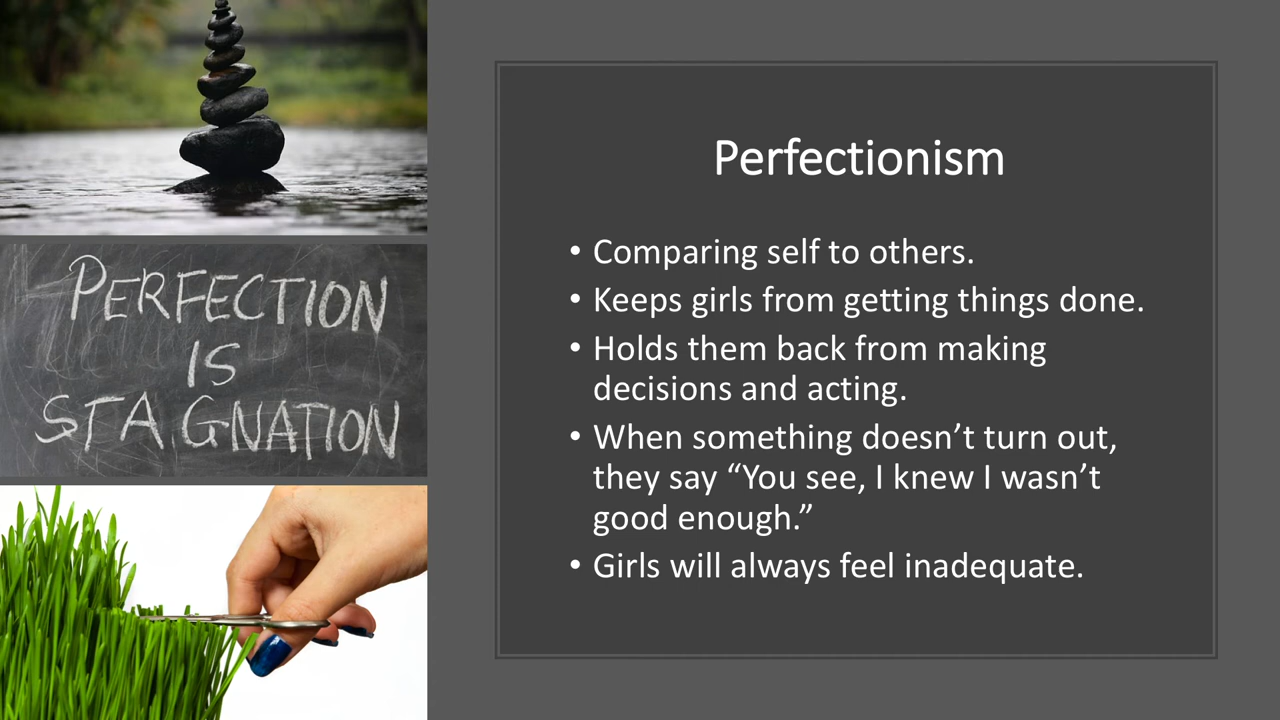 PERFECTION
IS
STAGNATION
Perfectionism
• Comparing self to others.
• Keeps girls from getting things done.
• Holds them back from making
decisions and acting.
• When something doesn’t turn out,
they say “You see, I knew I wasn’t
good enough.”
• Girls will always feel inadequate.